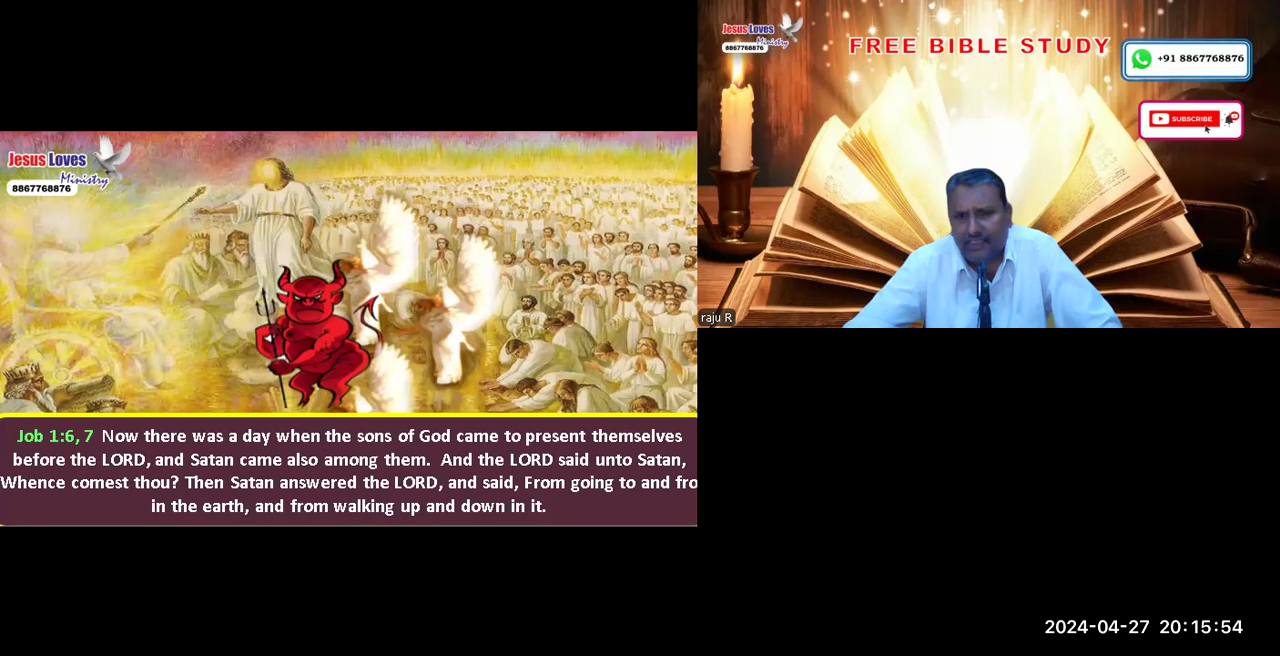 Jesus Loves
Ministry
8867768876
Job 1:6, 7 Now there was a day when the sons of God came to present themselves
before the LORD, and Satan came also among them. And the LORD said unto Satan,
Whence comest thou? Then Satan answered the LORD, and said, From going to and fro
in the earth, and from walking up and down in it.
Jesus Loves
Ministry
8867768876
FREE BIBLE STUDY
+91 8867768876
SUBSCRIBE
raju R
2024-04-27 20:15:54